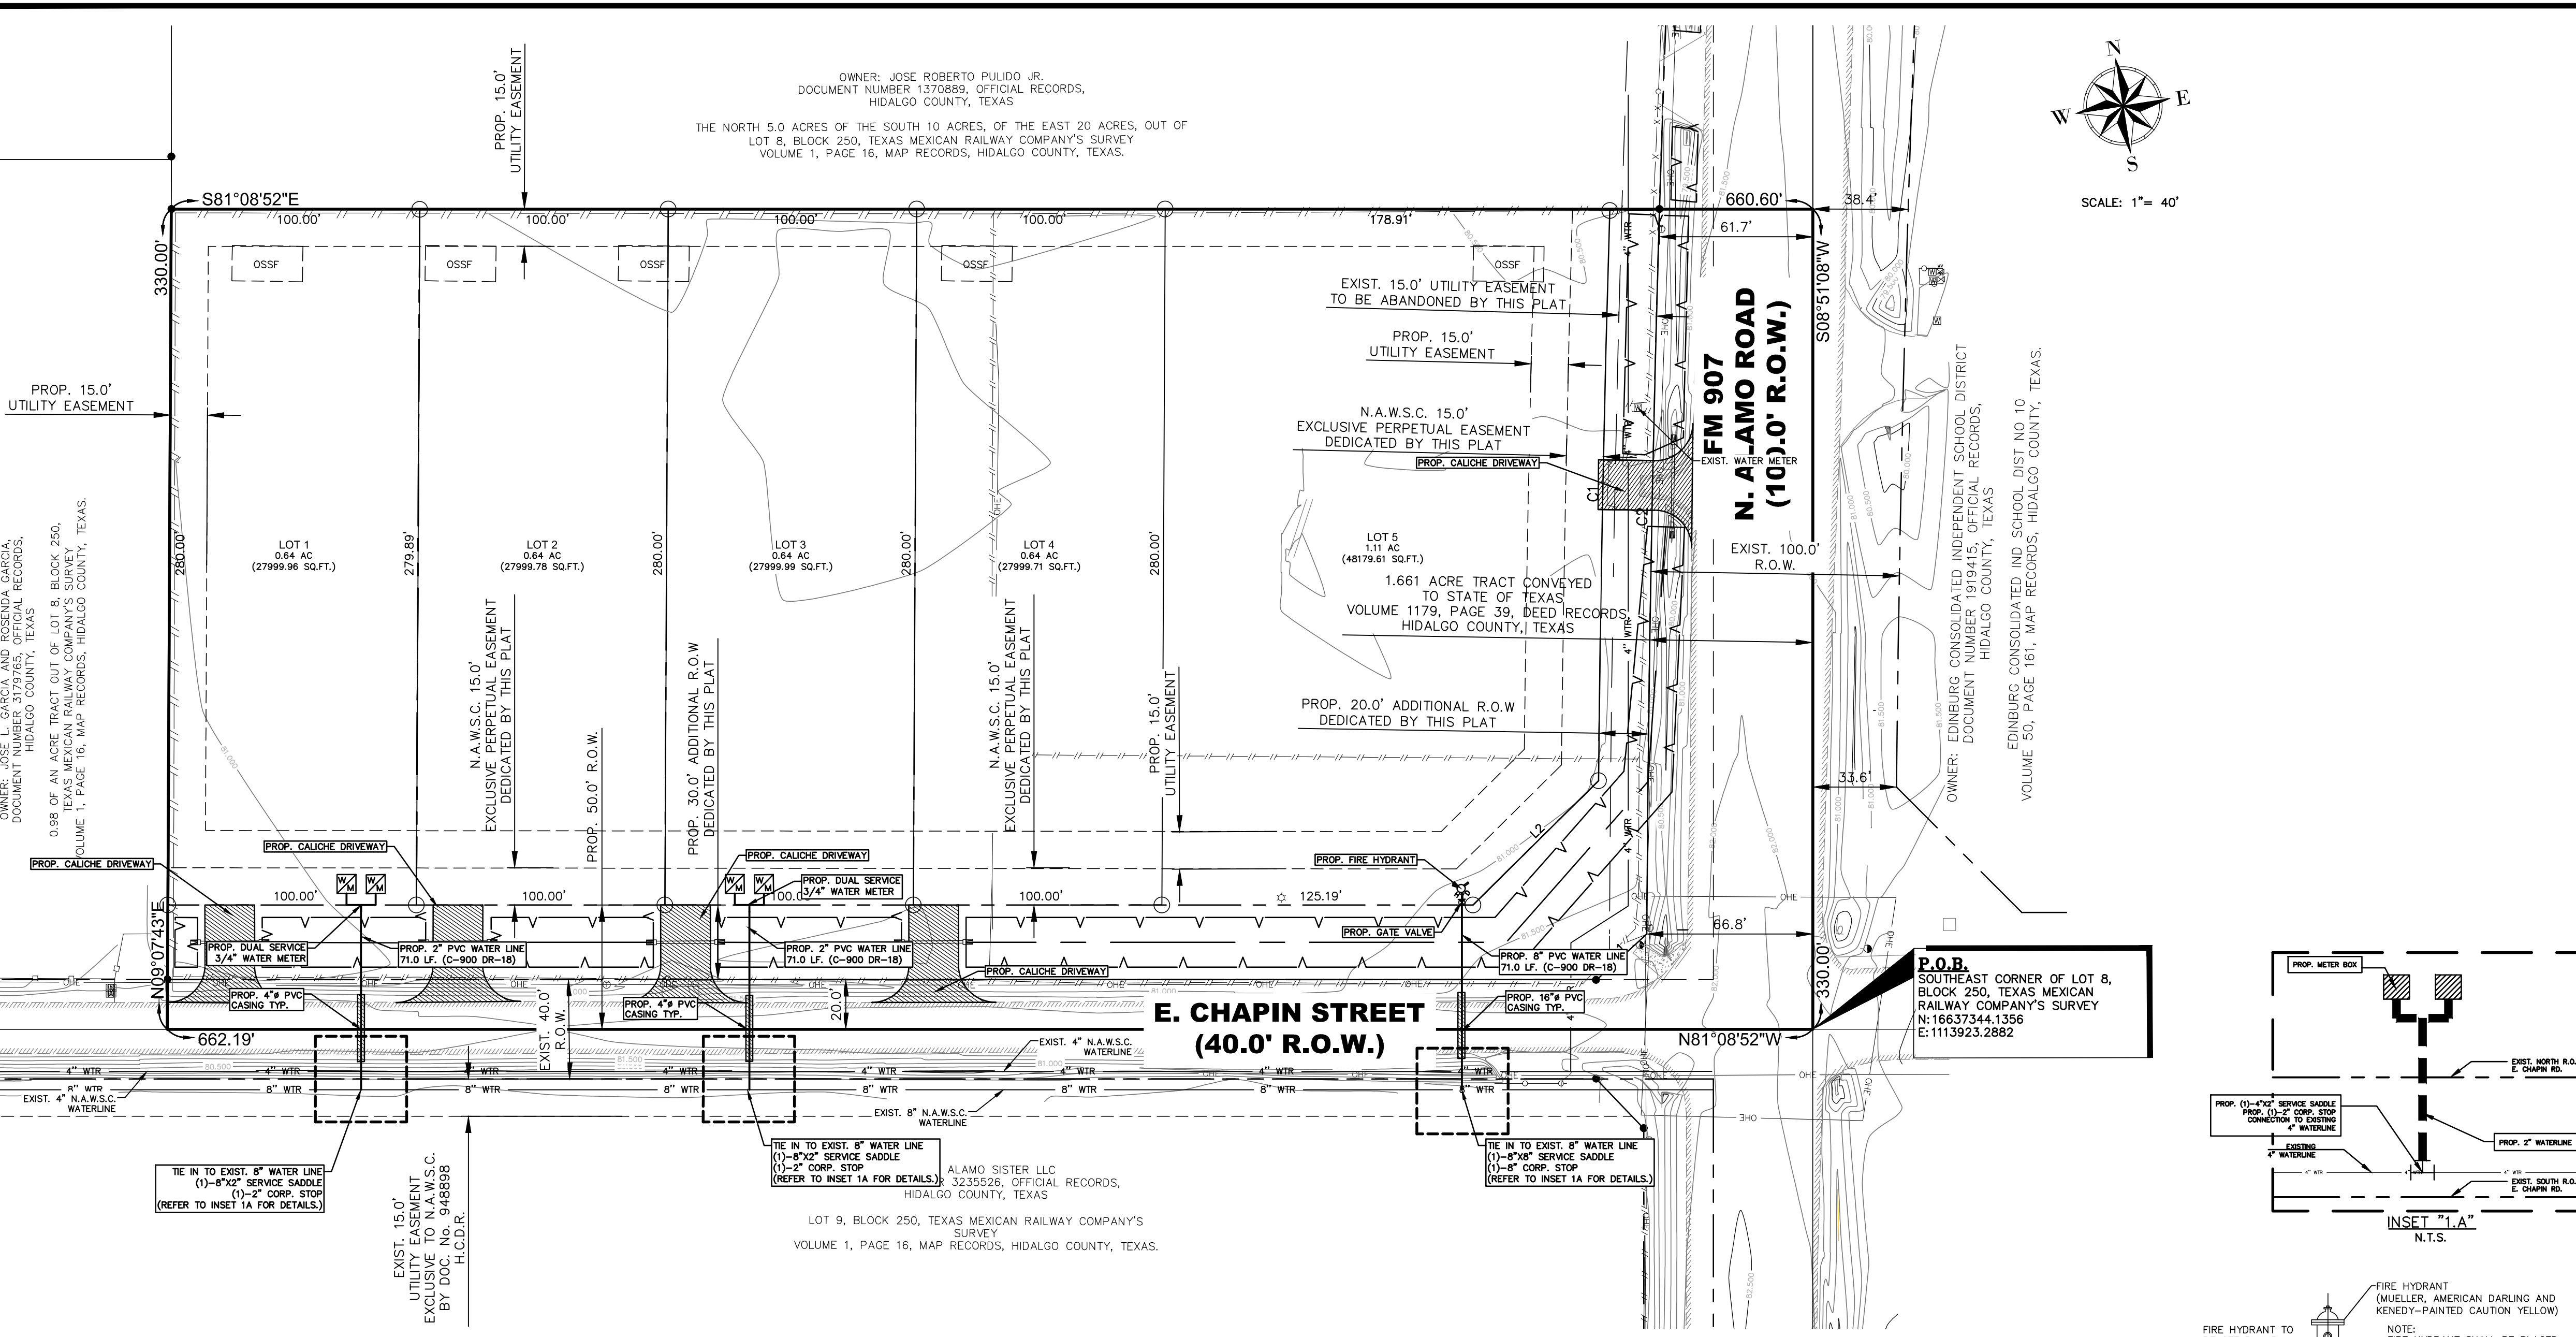 PROP. 15.0'
UTILITY EASEMENT
OWNER: JOSE ROBERTO PULIDO JR.
DOCUMENT NUMBER 1370889, OFFICIAL RECORDS,
HIDALGO COUNTY, TEXAS
THE NORTH 5.0 ACRES OF THE SOUTH 10 ACRES, OF THE EAST 20 ACRES, OUT OF
LOT 8, BLOCK 250, TEXAS MEXICAN RAILWAY COMPANY'S SURVEY
VOLUME 1, PAGE 16, MAP RECORDS, HIDALGO COUNTY, TEXAS.
N
E
W
S
SCALE: 1"= 40'
S81°08'52"E
100.00'
100.00'
100.00'
100.00'
178.91'
660.60'
38.4'
61.7'
330.00'
S08°51'08"W
OSSF
OSSF
OSSF
OSSF
OSSF
EXIST. 15.0' UTILITY EASEMENT
TO BE ABANDONED BY THIS PLAT
PROP. 15.0'
UTILITY EASEMENT
PROP. 15.0'
UTILITY EASEMENT
N.A.W.S.C. 15.0'
EXCLUSIVE PERPETUAL EASEMENT
DEDICATED BY THIS PLAT
PROP. CALICHE DRIVEWAY
EXIST. WATER METER
FM 907
N. ALAMO ROAD
(100.0' R.O.W.)
C1
C2
EXIST. 100.0'
R.O.W.
OWNER: JOSE L. GARCIA AND ROSENDA GARCIA,
DOCUMENT NUMBER 3179765, OFFICIAL RECORDS,
HIDALGO COUNTY, TEXAS
0.98 OF AN ACRE TRACT OUT OF LOT 8, BLOCK 250,
TEXAS MEXICAN RAILWAY COMPANY'S SURVEY
VOLUME 1, PAGE 16, MAP RECORDS, HIDALGO COUNTY, TEXAS.
280.00'
LOT 1
0.64 AC
(27999.96 SQ.FT.)
279.89'
LOT 2
0.64 AC
(27999.78 SQ.FT.)
280.00'
LOT 3
0.64 AC
(27999.99 SQ.FT.)
280.00'
LOT 4
0.64 AC
(27999.71 SQ.FT.)
280.00'
LOT 5
1.11 AC
(48179.61 SQ.FT.)
1.661 ACRE TRACT CONVEYED
TO STATE OF TEXAS
VOLUME 1179, PAGE 39, DEED RECORDS
HIDALGO COUNTY, TEXAS
PROP. 20.0' ADDITIONAL R.O.W
DEDICATED BY THIS PLAT
OWNER: EDINBURG CONSOLIDATED INDEPENDENT SCHOOL DISTRICT
DOCUMENT NUMBER 1919415, OFFICIAL RECORDS,
HIDALGO COUNTY, TEXAS
EDINBURG CONSOLIDATED IND SCHOOL DIST NO 10
VOLUME 50, PAGE 161, MAP RECORDS, HIDALGO COUNTY, TEXAS.
N.A.W.S.C. 15.0'
EXCLUSIVE PERPETUAL EASEMENT
DEDICATED BY THIS PLAT
PROP. 50.0' R.O.W.
PROP. 30.0' ADDITIONAL R.O.W
DEDICATED BY THIS PLAT
N.A.W.S.C. 15.0'
EXCLUSIVE PERPETUAL EASEMENT
DEDICATED BY THIS PLAT
PROP. 15.0'
UTILITY EASEMENT
33.6'
L2
PROP. CALICHE DRIVEWAY
PROP. CALICHE DRIVEWAY
PROP. CALICHE DRIVEWAY
PROP. FIRE HYDRANT
W M
W M
W M
W M
PROP. DUAL SERVICE
3/4" WATER METER
100.00'
100.00'
100.0
100.00'
125.19'
N09°07'43"E
PROP. DUAL SERVICE
3/4" WATER METER
PROP. 2" PVC WATER LINE
71.0 LF. (C-900 DR-18)
PROP. 2" PVC WATER LINE
71.0 LF. (C-900 DR-18)
PROP. GATE VALVE
PROP. 8" PVC WATER LINE
71.0 LF. (C-900 DR-18)
PROP. CALICHE DRIVEWAY
66.8'
330.00'
PROP. 4"ø PVC
CASING TYP.
PROP. 4"ø PVC
CASING TYP.
PROP. 16"ø PVC
CASING TYP.
EXIST. 40.0'
R.O.W.
20.0'
E. CHAPIN STREET
(40.0' R.O.W.)
662.19'
N81°08'52"W
P.O.B.
SOUTHEAST CORNER OF LOT 8,
BLOCK 250, TEXAS MEXICAN
RAILWAY COMPANY'S SURVEY
N:16637344.1356
E:1113923.2882
EXIST. 4" N.A.W.S.C.
WATERLINE
4" WTR
8" WTR
EXIST. 4" N.A.W.S.C.
WATERLINE
EXIST. 8" N.A.W.S.C.
WATERLINE
TIE IN TO EXIST. 8" WATER LINE
(1)-8"X2" SERVICE SADDLE
(1)-2" CORP. STOP
(REFER TO INSET 1A FOR DETAILS.)
TIE IN TO EXIST. 8" WATER LINE
(1)-8"X2" SERVICE SADDLE
(1)-2" CORP. STOP
(REFER TO INSET 1A FOR DETAILS.)
TIE IN TO EXIST. 8" WATER LINE
(1)-8"X8" SERVICE SADDLE
(1)-8" CORP. STOP
(REFER TO INSET 1A FOR DETAILS.)
EXIST. 15.0'
UTILITY EASEMENT
EXCLUSIVE TO N.A.W.S.C.
BY DOC. No. 948898
H.C.D.R.
ALAMO SISTER LLC
R 3235526, OFFICIAL RECORDS,
HIDALGO COUNTY, TEXAS
LOT 9, BLOCK 250, TEXAS MEXICAN RAILWAY COMPANY'S
SURVEY
VOLUME 1, PAGE 16, MAP RECORDS, HIDALGO COUNTY, TEXAS.
PROP. METER BOX
EXIST. NORTH R.O.
E. CHAPIN RD.
PROP. (1)-4"X2" SERVICE SADDLE
PROP. (1)-2" CORP. STOP
CONNECTION TO EXISTING
4" WATERLINE
EXISTING
4" WATERLINE
PROP. 2" WATERLINE
4" WTR
EXIST. SOUTH R.O.
E. CHAPIN RD.
INSET "1.A"
N.T.S.
FIRE HYDRANT
(MUELLER, AMERICAN DARLING AND
KENEDY-PAINTED CAUTION YELLOW)
FIRE HYDRANT TO
NOTE: